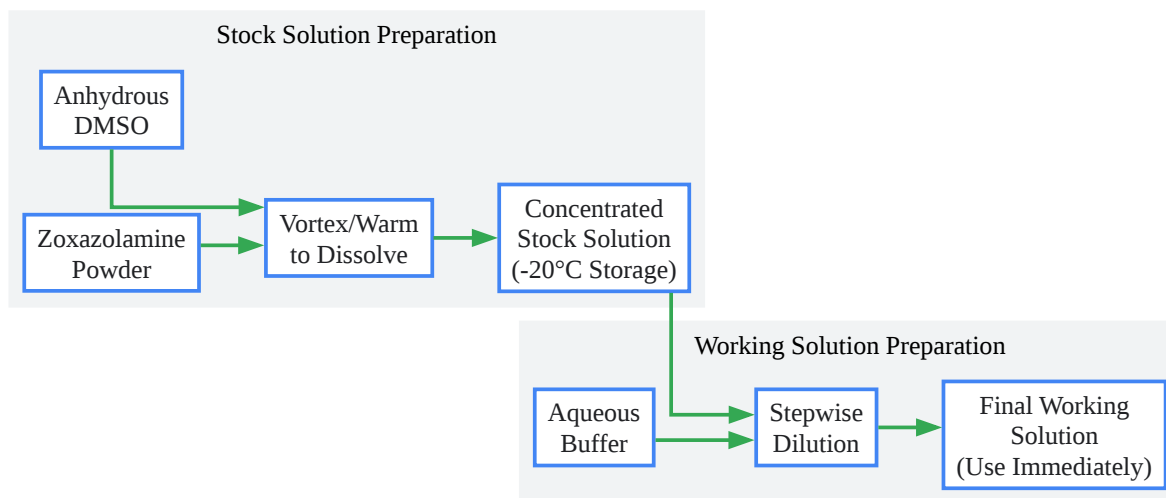 Stock Solution Preparation
Anhydrous
DMSO
Zoxazolamine
Powder
Vortex/Warm
to Dissolve
Concentrated
Stock Solution
(-20°C Storage)
Working Solution Preparation
Aqueous
Buffer
Stepwise
Dilution
Final Working
Solution
(Use Immediately)